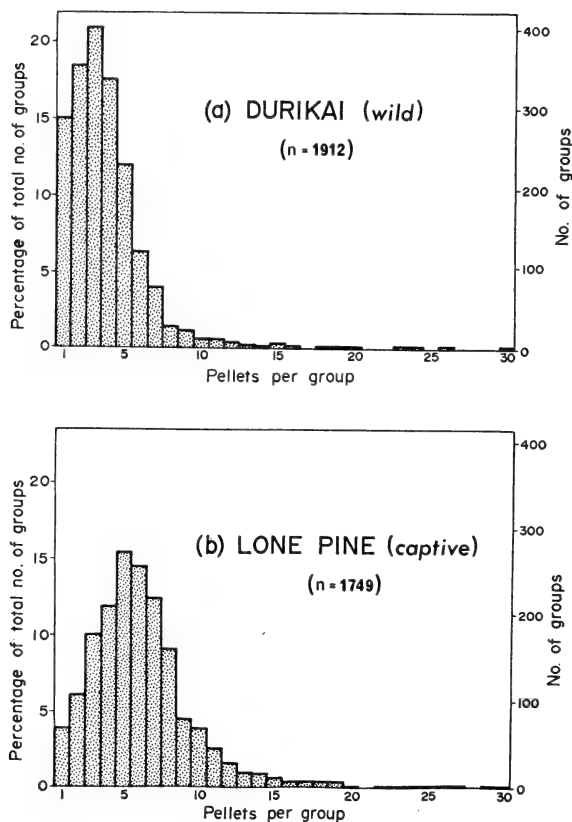 20
15
10
5
0
Percentage of total no. of groups
(a) DURIKAI (wild)
(n = 1912)
400
300
200
100
0
No. of groups
1 5 10 15 20 25 30
Pellets per group
20
15
10
5
0
Percentage of total no. of groups
(b) LONE PINE (captive)
(n = 1749)
400
300
200
100
0
No. of groups
1 5 10 15 20 25 30
Pellets per group